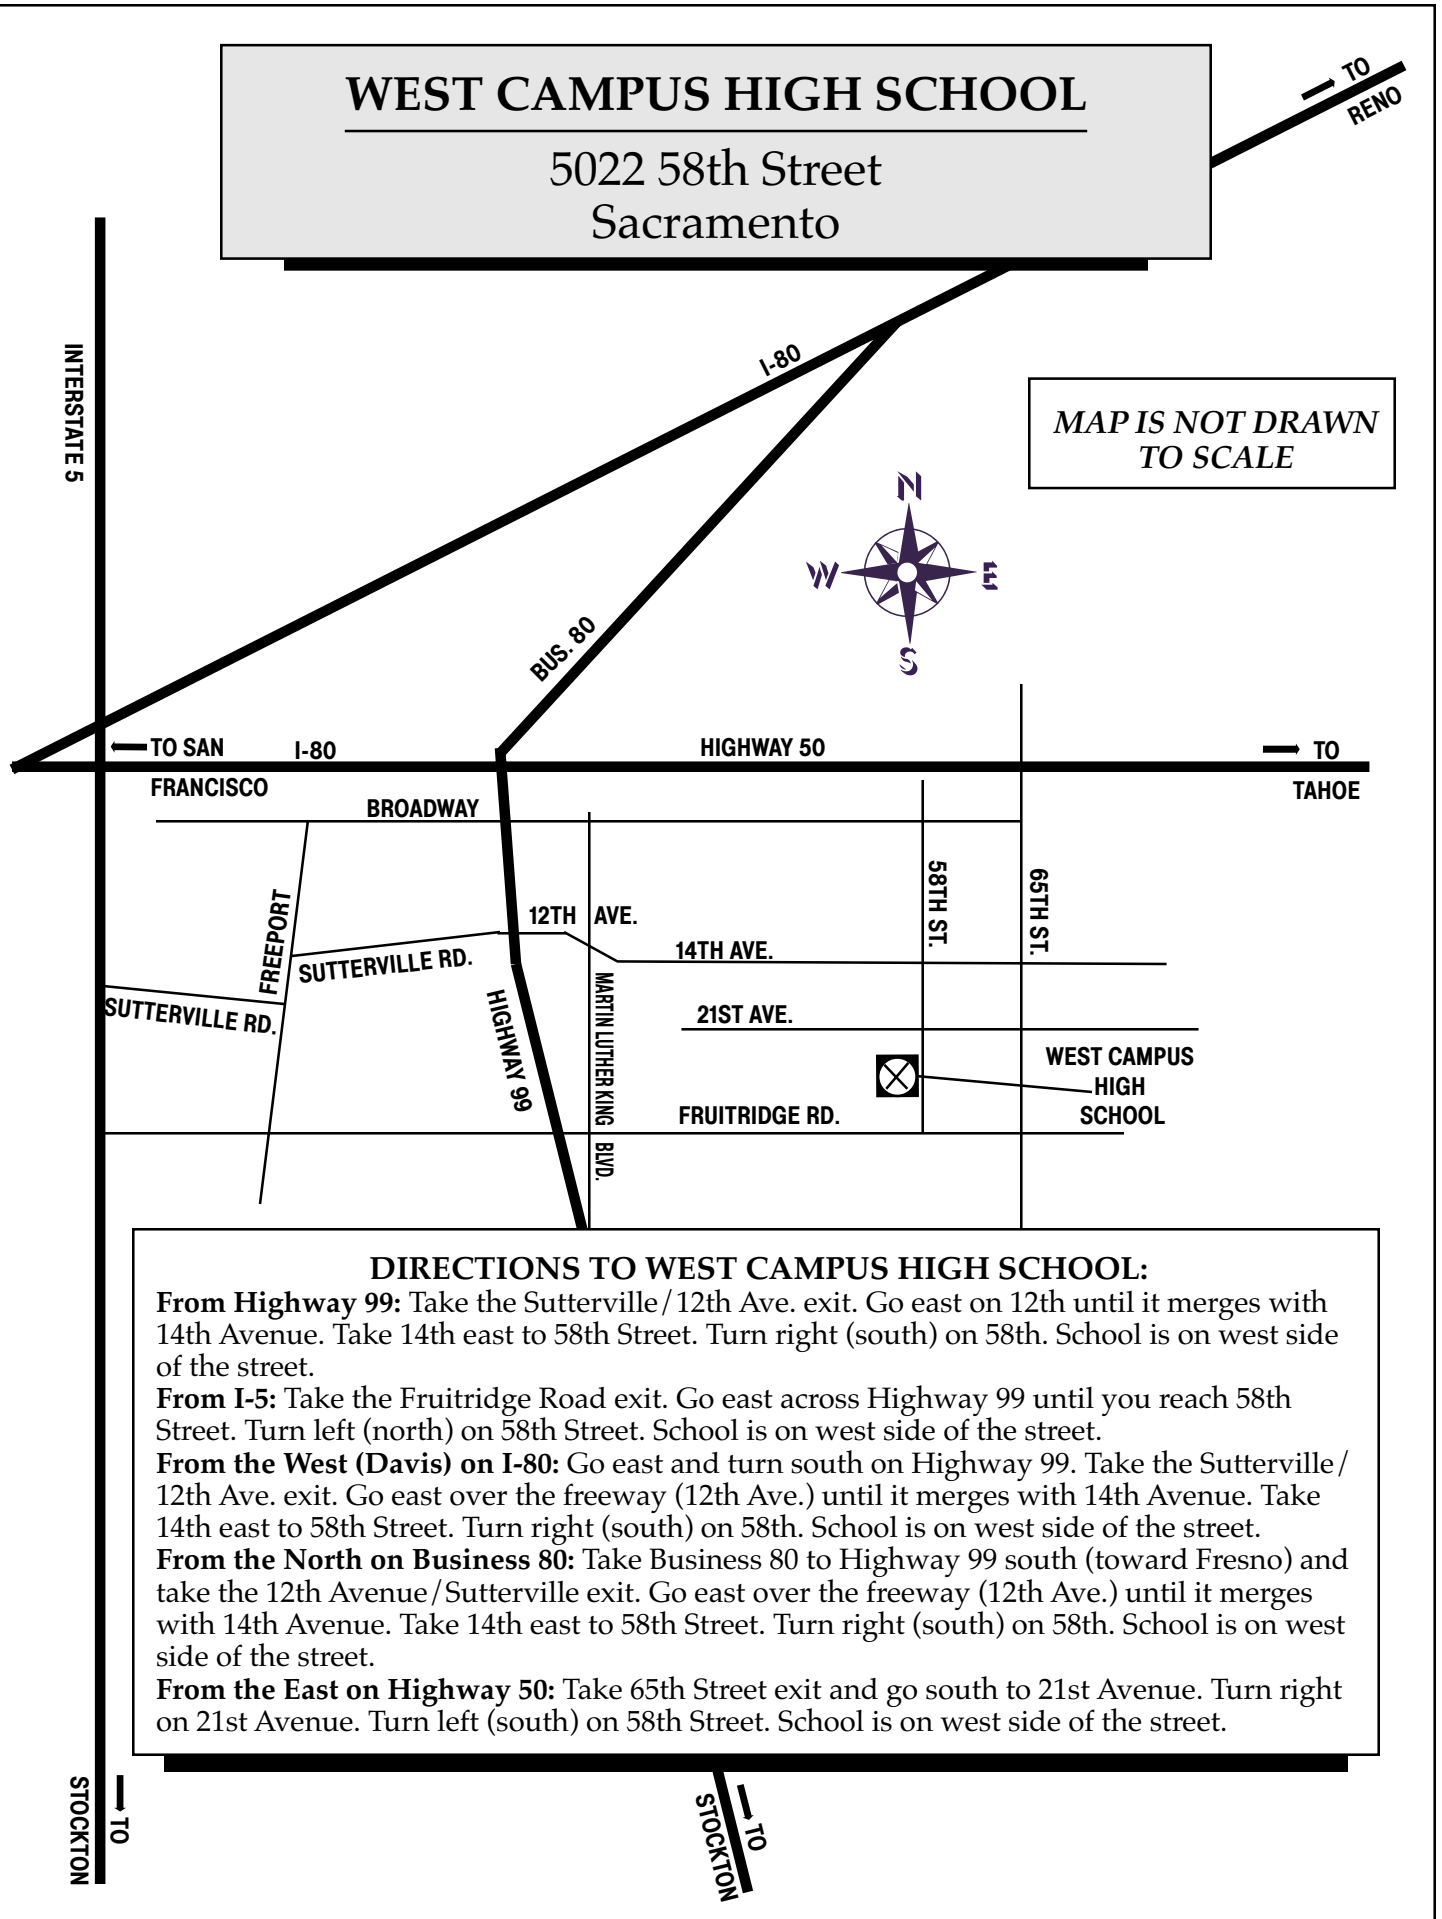 WEST CAMPUS HIGH SCHOOL
5022 58th Street
Sacramento
TO
RENO
INTERSTATE 5
I-80
MAP IS NOT DRAWN
TO SCALE
N
W
E
S
BUS. 80
TO SAN
FRANCISCO
I-80
HIGHWAY 50
TO
TAHOE
BROADWAY
FREEPORT
58TH ST.
65TH ST.
12TH AVE.
14TH AVE.
SUTTERVILLE RD.
SUTTERVILLE RD.
HIGHWAY 99
MARTIN LUTHER KING BLVD.
21ST AVE.
WEST CAMPUS
HIGH
SCHOOL
FRUITRIDGE RD.
DIRECTIONS TO WEST CAMPUS HIGH SCHOOL:
From Highway 99: Take the Sutterville/12th Ave. exit. Go east on 12th until it merges with
14th Avenue. Take 14th east to 58th Street. Turn right (south) on 58th. School is on west side
of the street.
From I-5: Take the Fruitridge Road exit. Go east across Highway 99 until you reach 58th
Street. Turn left (north) on 58th Street. School is on west side of the street.
From the West (Davis) on I-80: Go east and turn south on Highway 99. Take the Sutterville/
12th Ave. exit. Go east over the freeway (12th Ave.) until it merges with 14th Avenue. Take
14th east to 58th Street. Turn right (south) on 58th. School is on west side of the street.
From the North on Business 80: Take Business 80 to Highway 99 south (toward Fresno) and
take the 12th Avenue/Sutterville exit. Go east over the freeway (12th Ave.) until it merges
with 14th Avenue. Take 14th east to 58th Street. Turn right (south) on 58th. School is on west
side of the street.
From the East on Highway 50: Take 65th Street exit and go south to 21st Avenue. Turn right
on 21st Avenue. Turn left (south) on 58th Street. School is on west side of the street.
TO
STOCKTON
TO
STOCKTON